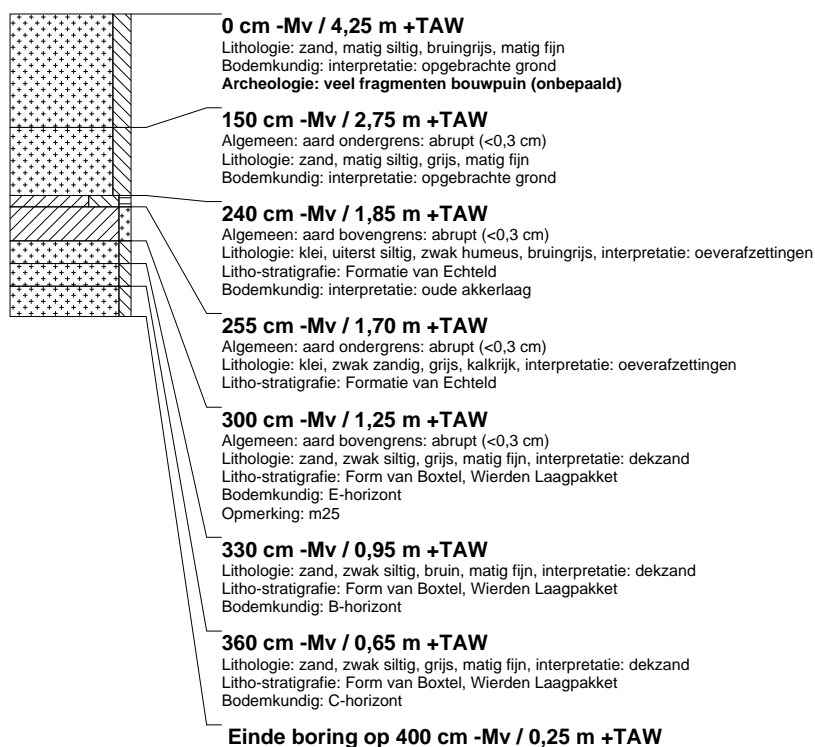 0 cm -Mv / 4,25 m +TAW
Lithologie: zand, matig siltig, bruingrijs, matig fijn
Bodemkundig: interpretatie: opgebrachte grond
Archeologie: veel fragmenten bouwpuin (onbepaald)
150 cm -Mv / 2,75 m +TAW
Algemeen: aard ondergrens: abrupt (<0,3 cm)
Lithologie: zand, matig siltig, grijs, matig fijn
Bodemkundig: interpretatie: opgebrachte grond
240 cm -Mv / 1,85 m +TAW
Algemeen: aard bovengrens: abrupt (<0,3 cm)
Lithologie: klei, uiterst siltig, zwak humeus, bruingrijs, interpretatie: oeverafzettingen
Litho-stratigrafie: Formatie van Echteld
Bodemkundig: interpretatie: oude akkerlaag
255 cm -Mv / 1,70 m +TAW
Algemeen: aard ondergrens: abrupt (<0,3 cm)
Lithologie: klei, zwak zandig, grijs, kalkrijk, interpretatie: oeverafzettingen
Litho-stratigrafie: Formatie van Echteld
300 cm -Mv / 1,25 m +TAW
Algemeen: aard bovengrens: abrupt (<0,3 cm)
Lithologie: zand, zwak siltig, grijs, matig fijn, interpretatie: dekzand
Litho-stratigrafie: Form van Boxtel, Wierden Laagpakket
Bodemkundig: E-horizont
Opmerking: m25
330 cm -Mv / 0,95 m +TAW
Lithologie: zand, zwak siltig, bruin, matig fijn, interpretatie: dekzand
Litho-stratigrafie: Form van Boxtel, Wierden Laagpakket
Bodemkundig: B-horizont
360 cm -Mv / 0,65 m +TAW
Lithologie: zand, zwak siltig, grijs, matig fijn, interpretatie: dekzand
Litho-stratigrafie: Form van Boxtel, Wierden Laagpakket
Bodemkundig: C-horizont
Einde boring op 400 cm -Mv / 0,25 m +TAW